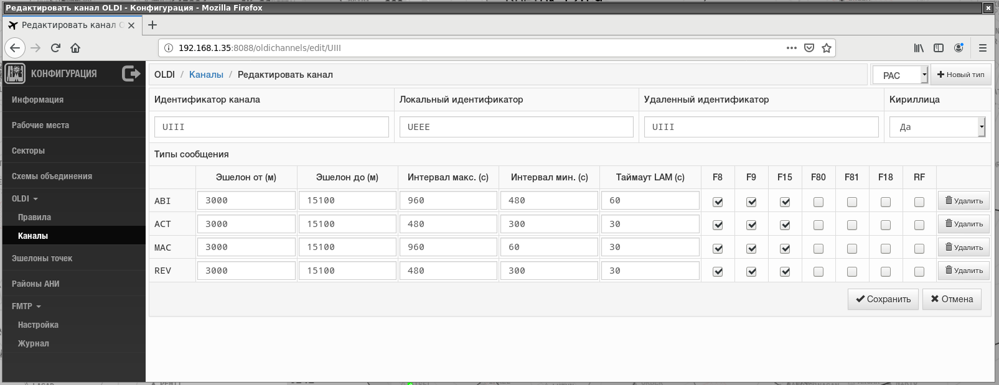 Редактировать канал OLDI - Конфигурация - Mozilla Firefox
Редактировать канал O
192.168.1.35:8088/oldichannels/edit/UIII
КОНФИГУРАЦИЯ
Информация
Рабочие места
Секторы
Схемы объединения
OLDI
Правила
Каналы
Эшелоны точек
Районы АНИ
FMTP
Настройка
Журнал
OLDI / Каналы / Редактировать канал
PAC
Новый тип
Идентификатор канала Локальный идентификатор Удаленный идентификатор Кириллица
UIII UEEE UIII Да
Типы сообщения
Эшелон от (м) Эшелон до (м) Интервал макс. (с) Интервал мин. (с) Таймаут LAM (с) F8 F9 F15 F80 F81 F18 RF
ABI 3000 15100 960 480 60 Удалить
ACT 3000 15100 480 300 30 Удалить
MAC 3000 15100 960 60 30 Удалить
REV 3000 15100 480 300 30 Удалить
Сохранить Отмена